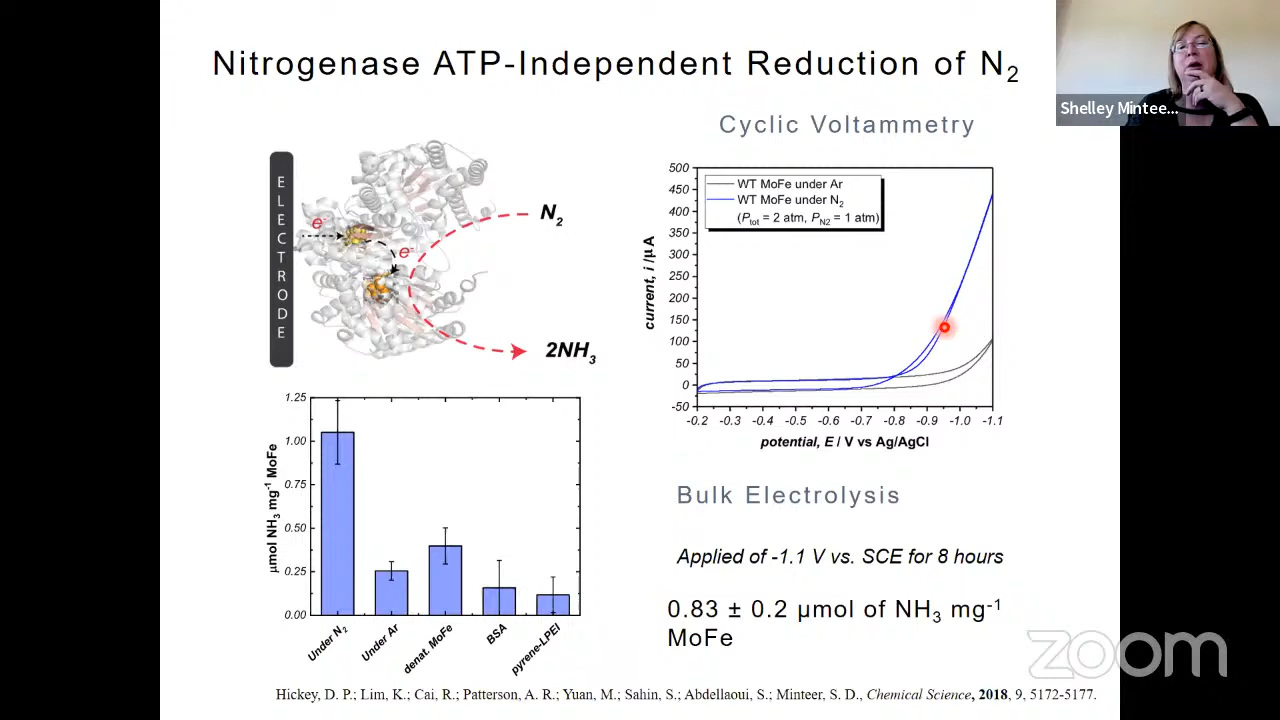 Nitrogenase ATP-Independent Reduction of N₂
Shelley Mintee...
Cyclic Voltammetry
ELECTRODE
e⁻
e⁻
N₂
2NH₃
500
450
400
350
300
250
200
150
100
50
0
-50
current, i /µA
WT MoFe under Ar
WT MoFe under N₂
(Ptot = 2 atm, PN2 = 1 atm)
-0.2 -0.3 -0.4 -0.5 -0.6 -0.7 -0.8 -0.9 -1.0 -1.1
potential, E / V vs Ag/AgCl
1.25
1.00
0.75
0.50
0.25
0.00
µmol NH₃ mg⁻¹ MoFe
Under N₂
Under Ar
denat. MoFe
BSA
pyrene-LPEI
Bulk Electrolysis
Applied of -1.1 V vs. SCE for 8 hours
0.83 ± 0.2 µmol of NH₃ mg⁻¹
MoFe
zoom
Hickey, D. P.; Lim, K.; Cai, R.; Patterson, A. R.; Yuan, M.; Sahin, S.; Abdellaoui, S.; Minteer, S. D., Chemical Science, 2018, 9, 5172-5177.